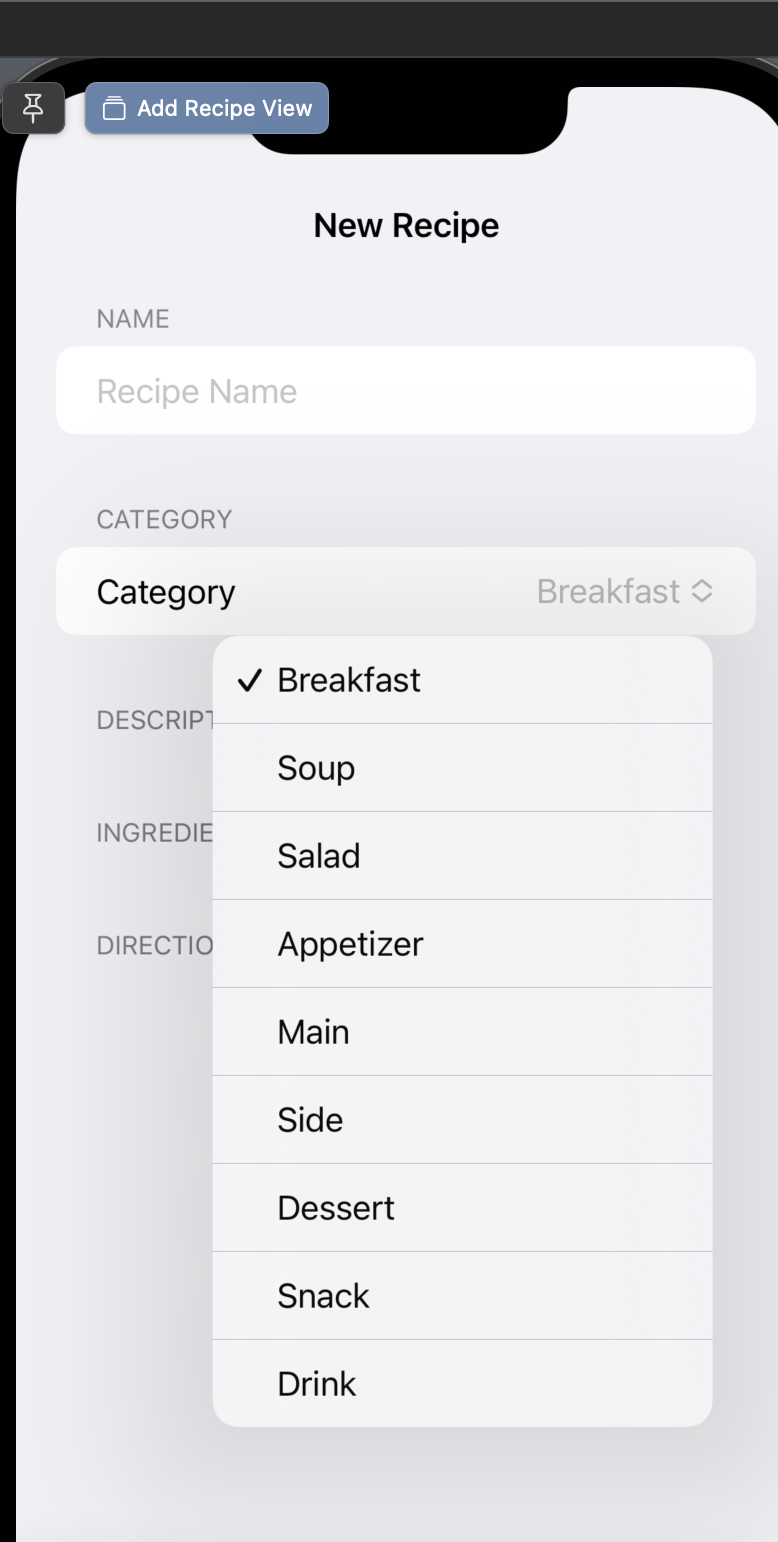 Add Recipe View
New Recipe
NAME
Recipe Name
CATEGORY
Category Breakfast
✓ Breakfast
DESCRIPT
Soup
INGREDIE
Salad
DIRECTIO
Appetizer
Main
Side
Dessert
Snack
Drink